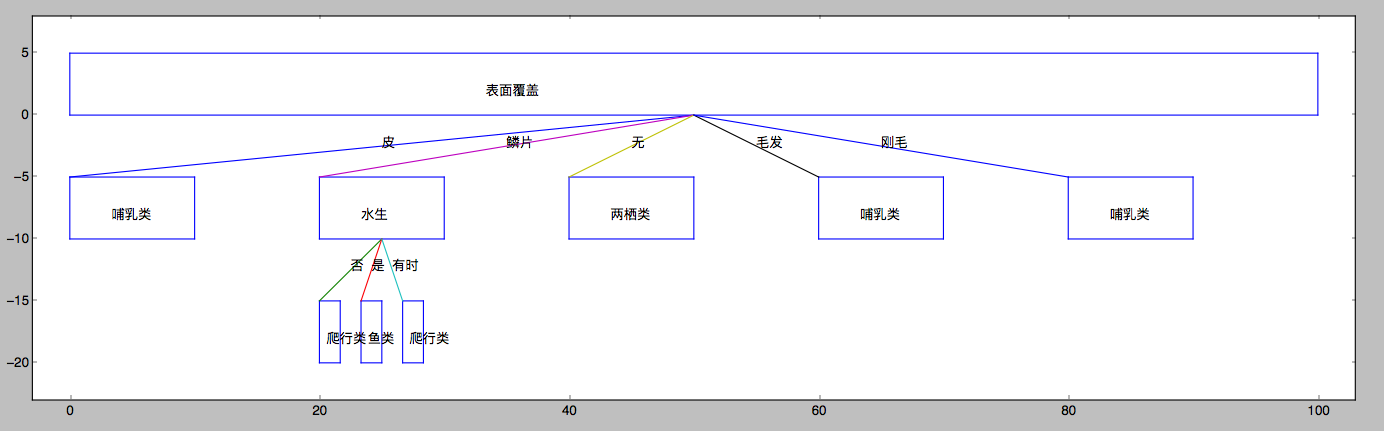 5
表面覆盖
0
皮 鳞片 无 毛发 刚毛
−5
哺乳类 水生 两栖类 哺乳类 哺乳类
−10
否 是 有时
−15
爬行类 鱼类 爬行类
−20
0 20 40 60 80 100